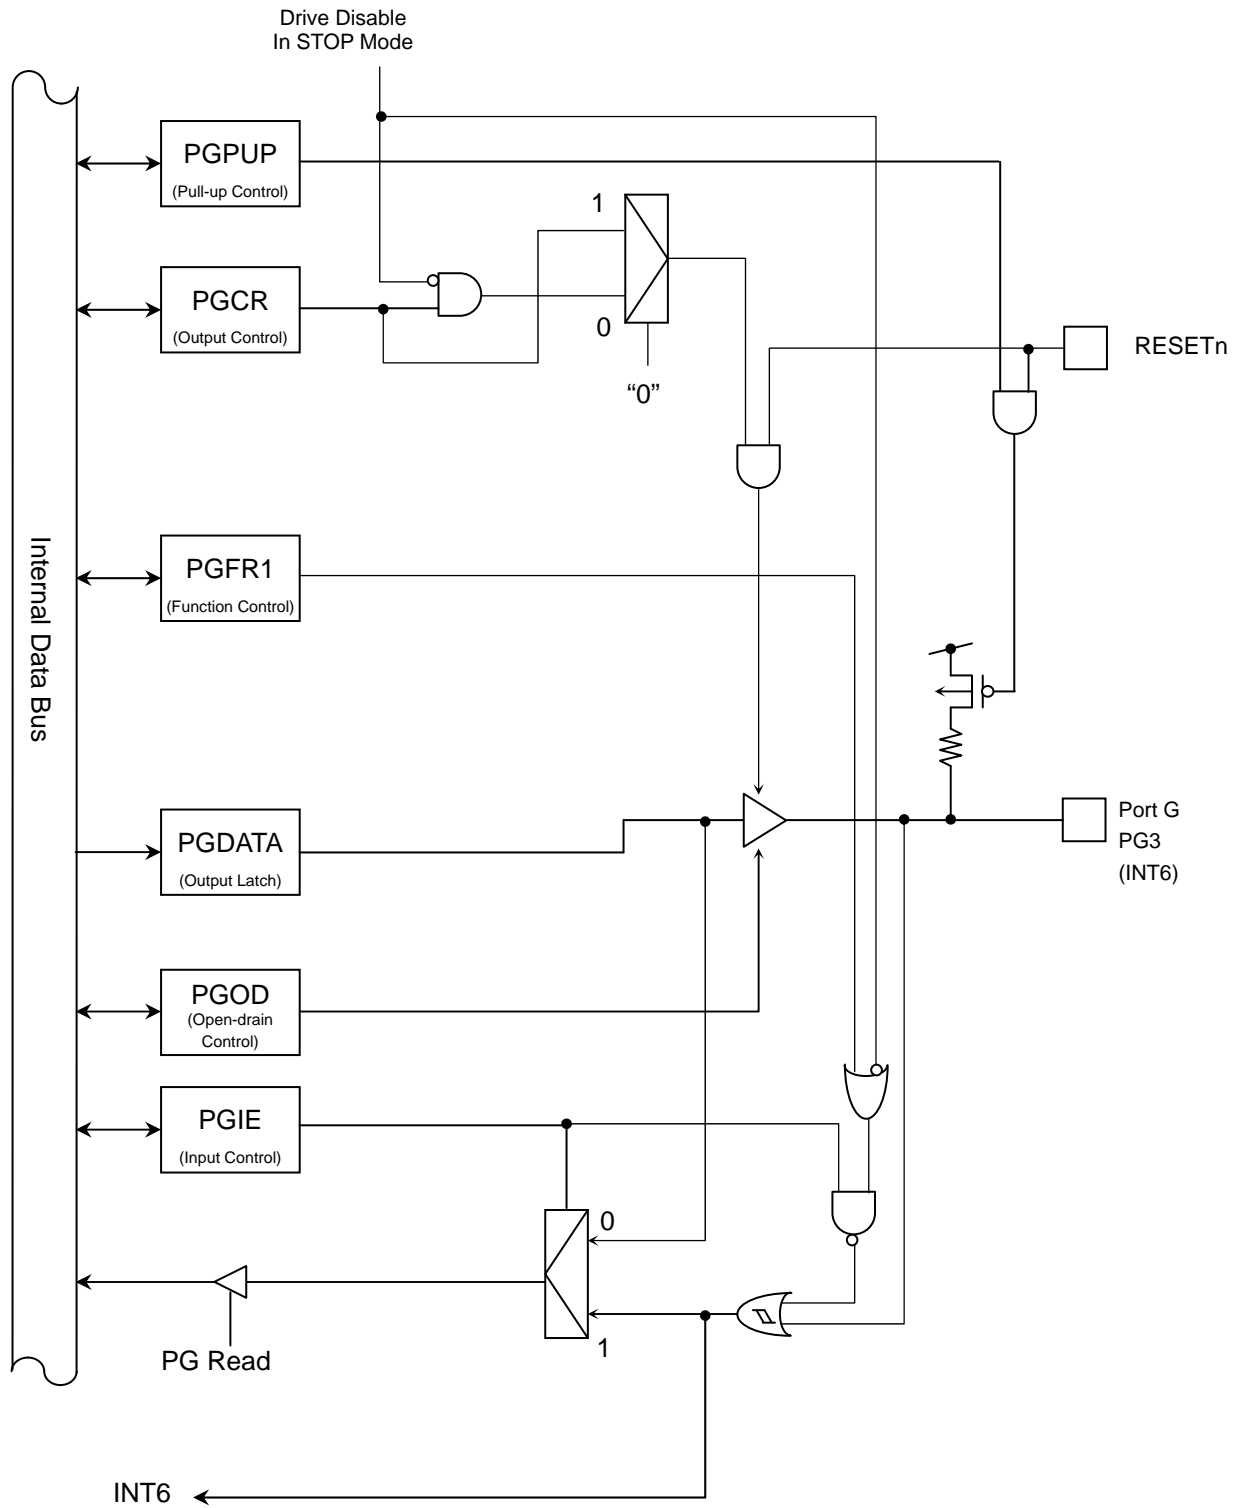 Drive Disable
In STOP Mode
PGPUP
(Pull-up Control)
1
PGCR
(Output Control)
0
“0”
RESETn
Internal Data Bus
PGFR1
(Function Control)
PGDATA
(Output Latch)
Port G
PG3
(INT6)
PGOD
(Open-drain
Control)
PGIE
(Input Control)
0
1
PG Read
INT6